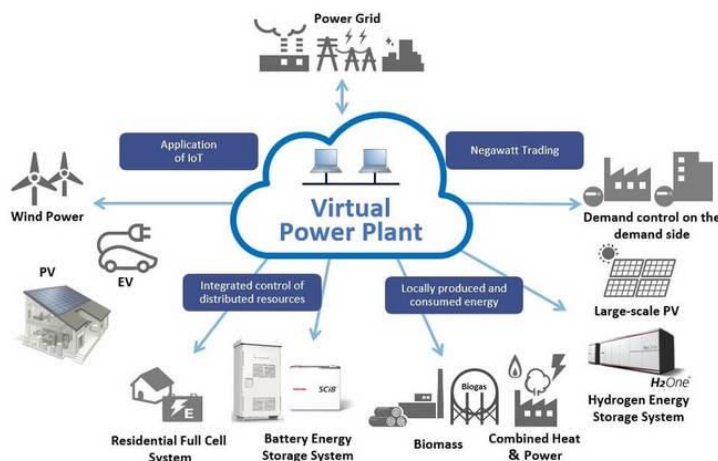 Power Grid
Application
of IoT
Negawatt Trading
Virtual
Power Plant
Wind Power
Demand control on the
demand side
EV
PV
Integrated control of
distributed resources
Locally produced and
consumed energy
Large-scale PV
H2One™
Hydrogen Energy
Storage System
E
SCiB
Biogas
Residential Full Cell
System
Battery Energy
Storage System
Biomass
Combined Heat
& Power